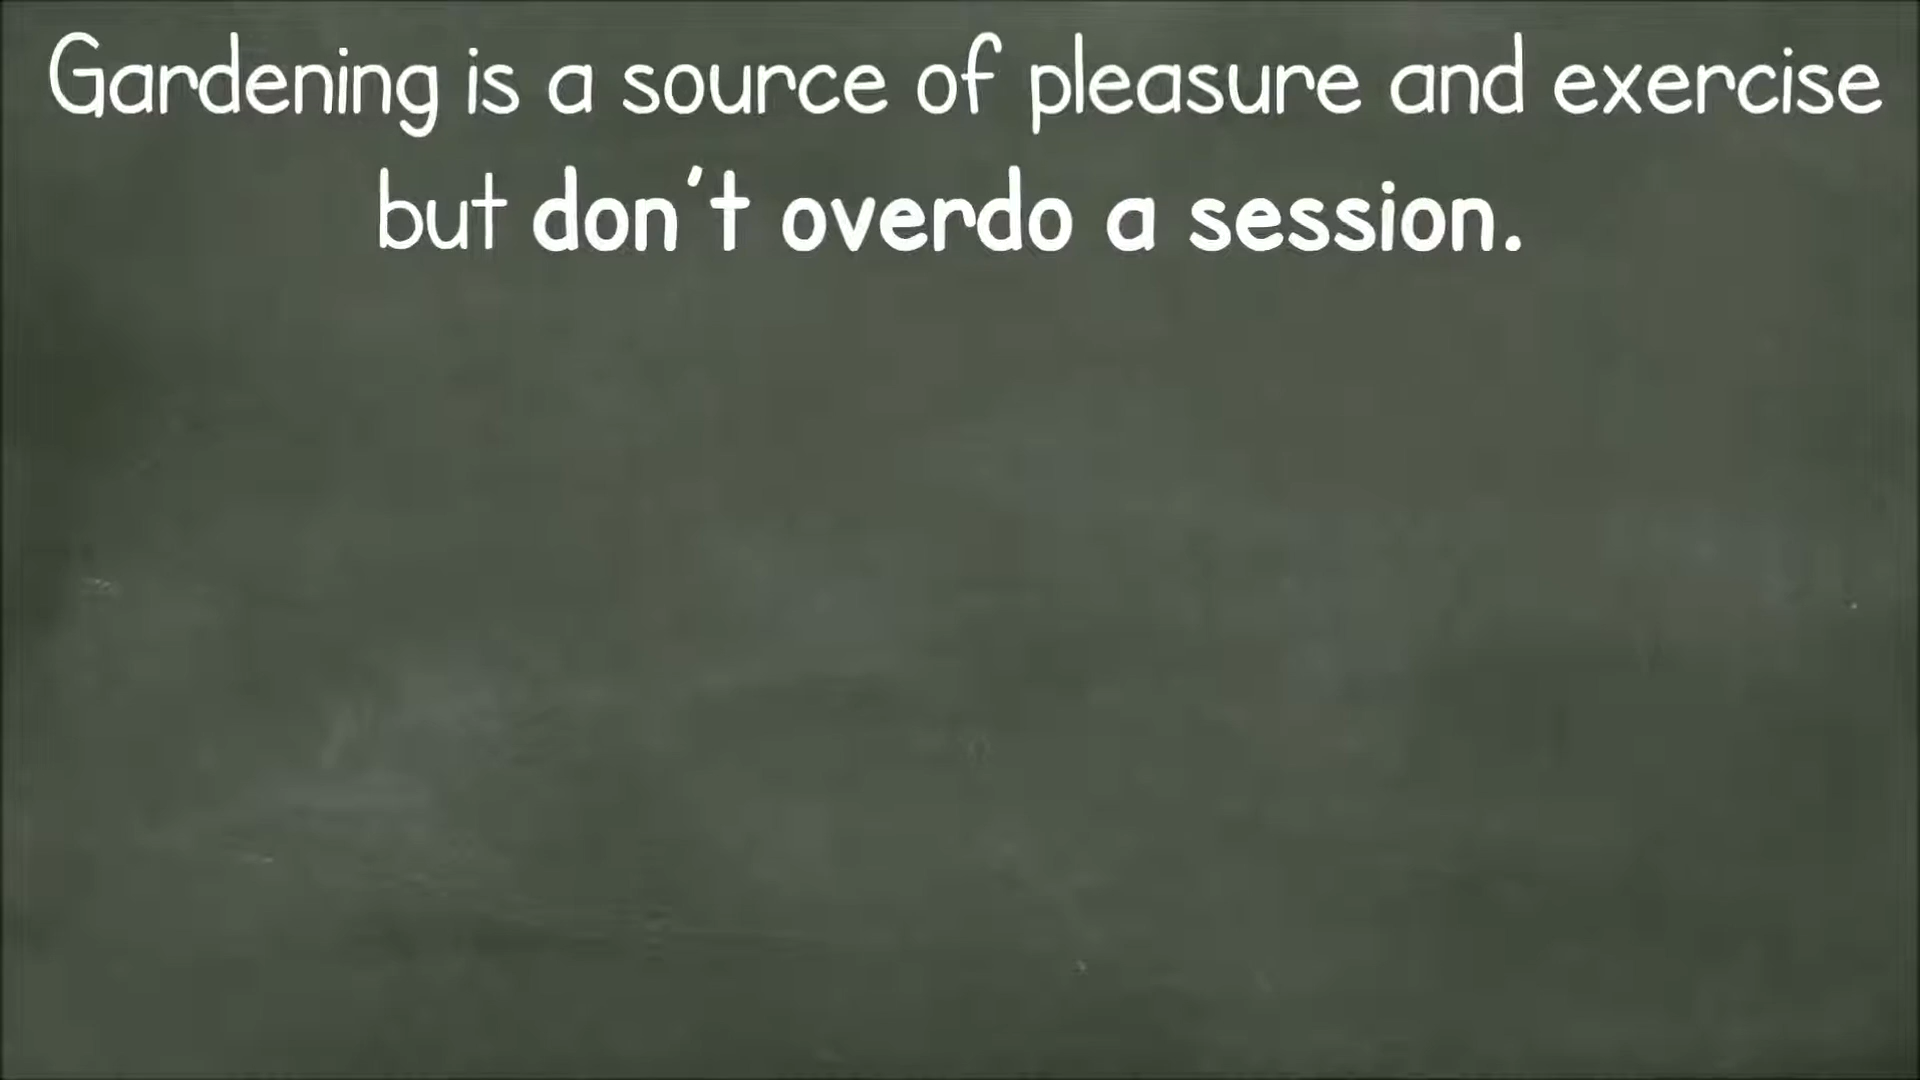 Gardening is a source of pleasure and exercise
but don't overdo a session.